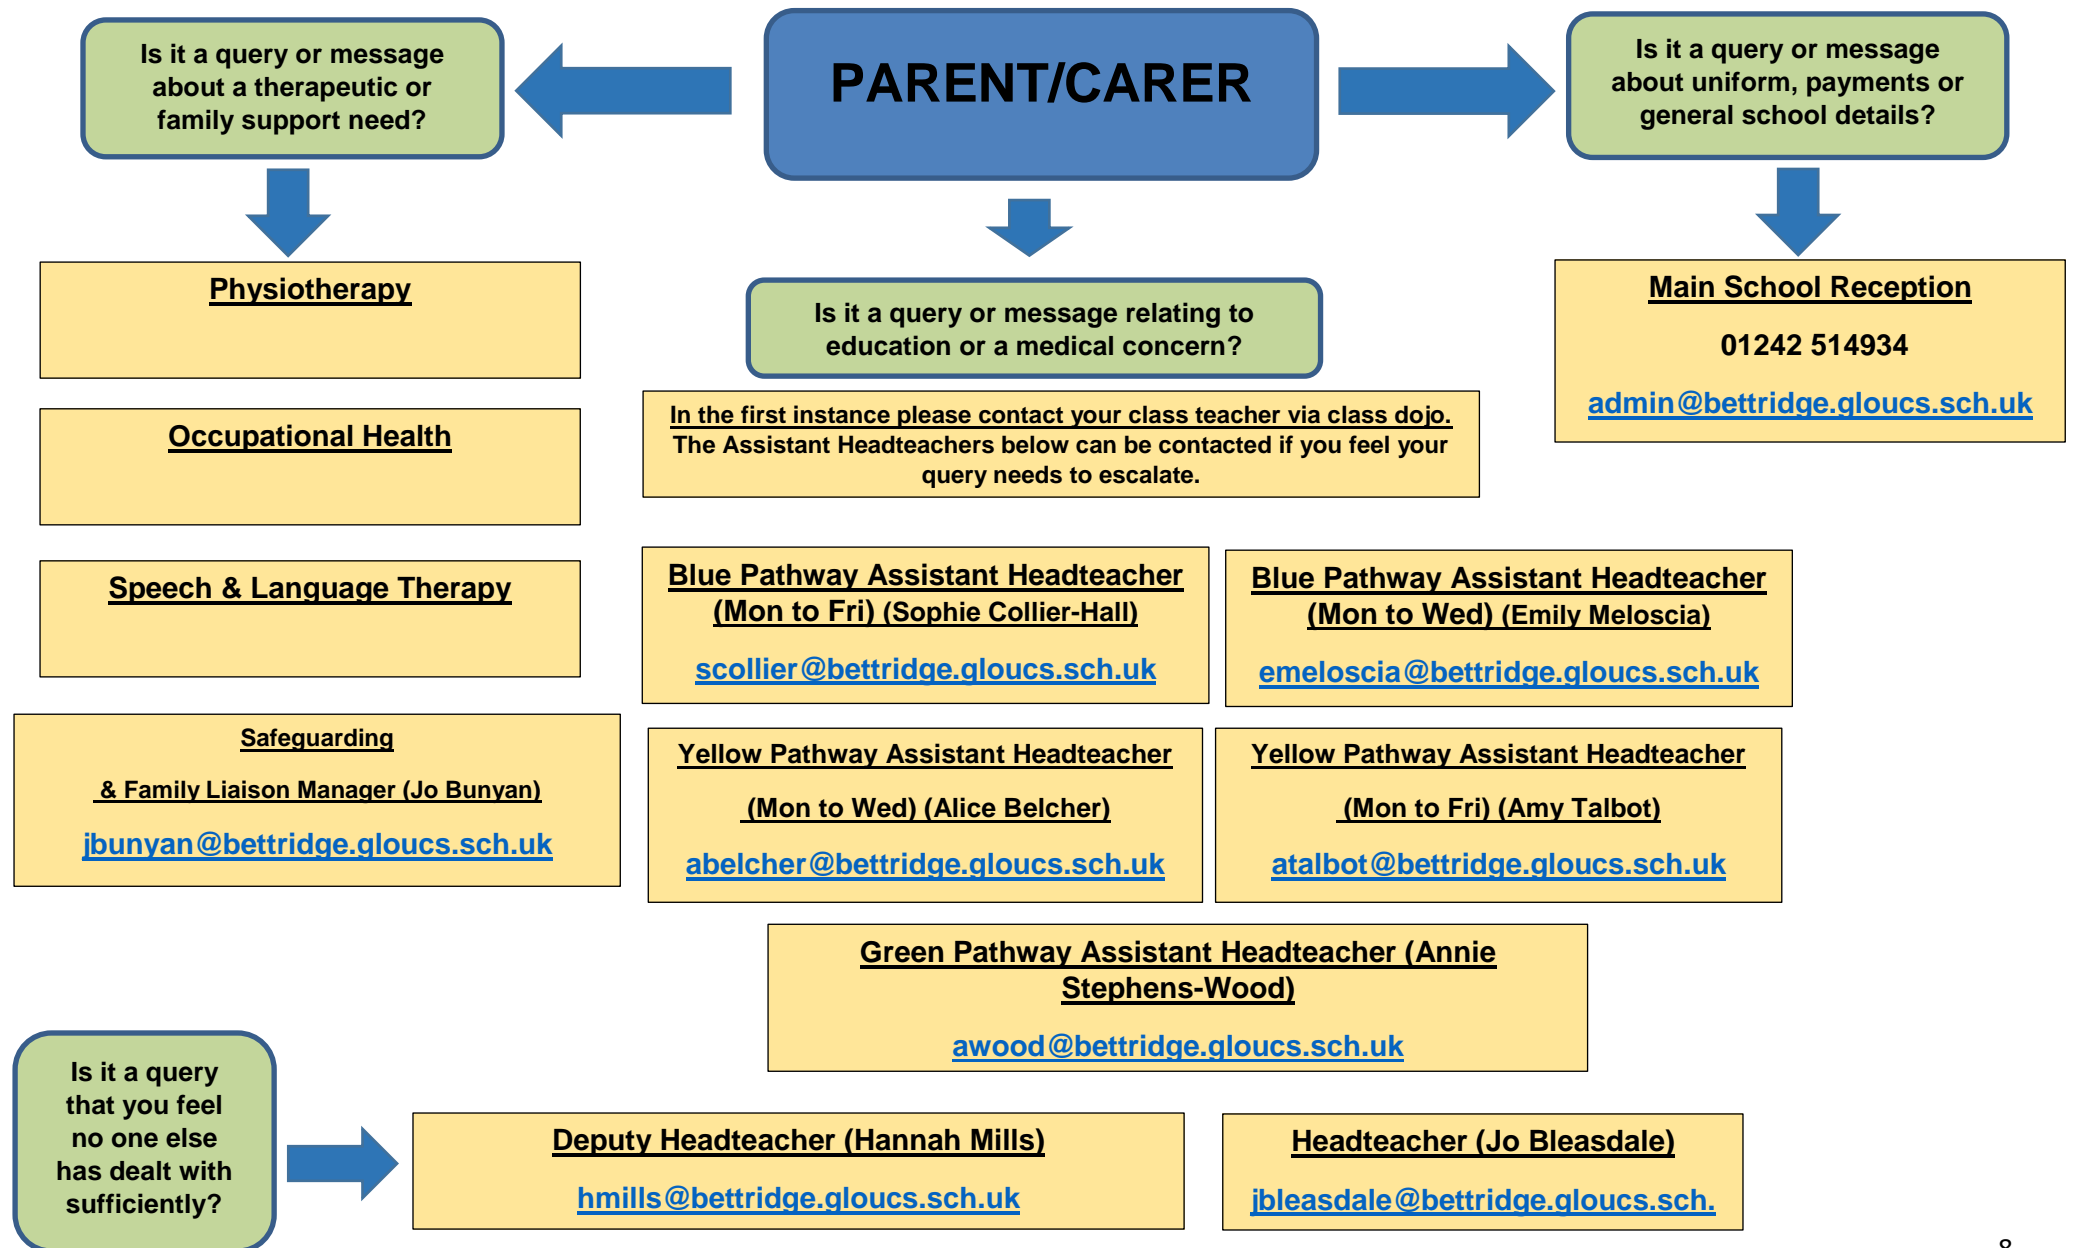 PARENT/CARER
Is it a query or message
about a therapeutic or
family support need?
Physiotherapy
Occupational Health
Speech & Language Therapy
Safeguarding
& Family Liaison Manager (Jo Bunyan)
jbunyan@bettridge.gloucs.sch.uk
Is it a query or message relating to
education or a medical concern?
In the first instance please contact your class teacher via class dojo.
The Assistant Headteachers below can be contacted if you feel your
query needs to escalate.
Blue Pathway Assistant Headteacher
(Mon to Fri) (Sophie Collier-Hall)
scollier@bettridge.gloucs.sch.uk
Blue Pathway Assistant Headteacher
(Mon to Wed) (Emily Meloscia)
emeloscia@bettridge.gloucs.sch.uk
Yellow Pathway Assistant Headteacher
(Mon to Wed) (Alice Belcher)
abelcher@bettridge.gloucs.sch.uk
Yellow Pathway Assistant Headteacher
(Mon to Fri) (Amy Talbot)
atalbot@bettridge.gloucs.sch.uk
Green Pathway Assistant Headteacher (Annie
Stephens-Wood)
awood@bettridge.gloucs.sch.uk
Is it a query or message
about uniform, payments or
general school details?
Main School Reception
01242 514934
admin@bettridge.gloucs.sch.uk
Is it a query
that you feel
no one else
has dealt with
sufficiently?
Deputy Headteacher (Hannah Mills)
hmills@bettridge.gloucs.sch.uk
Headteacher (Jo Bleasdale)
jbleasdale@bettridge.gloucs.sch.
8